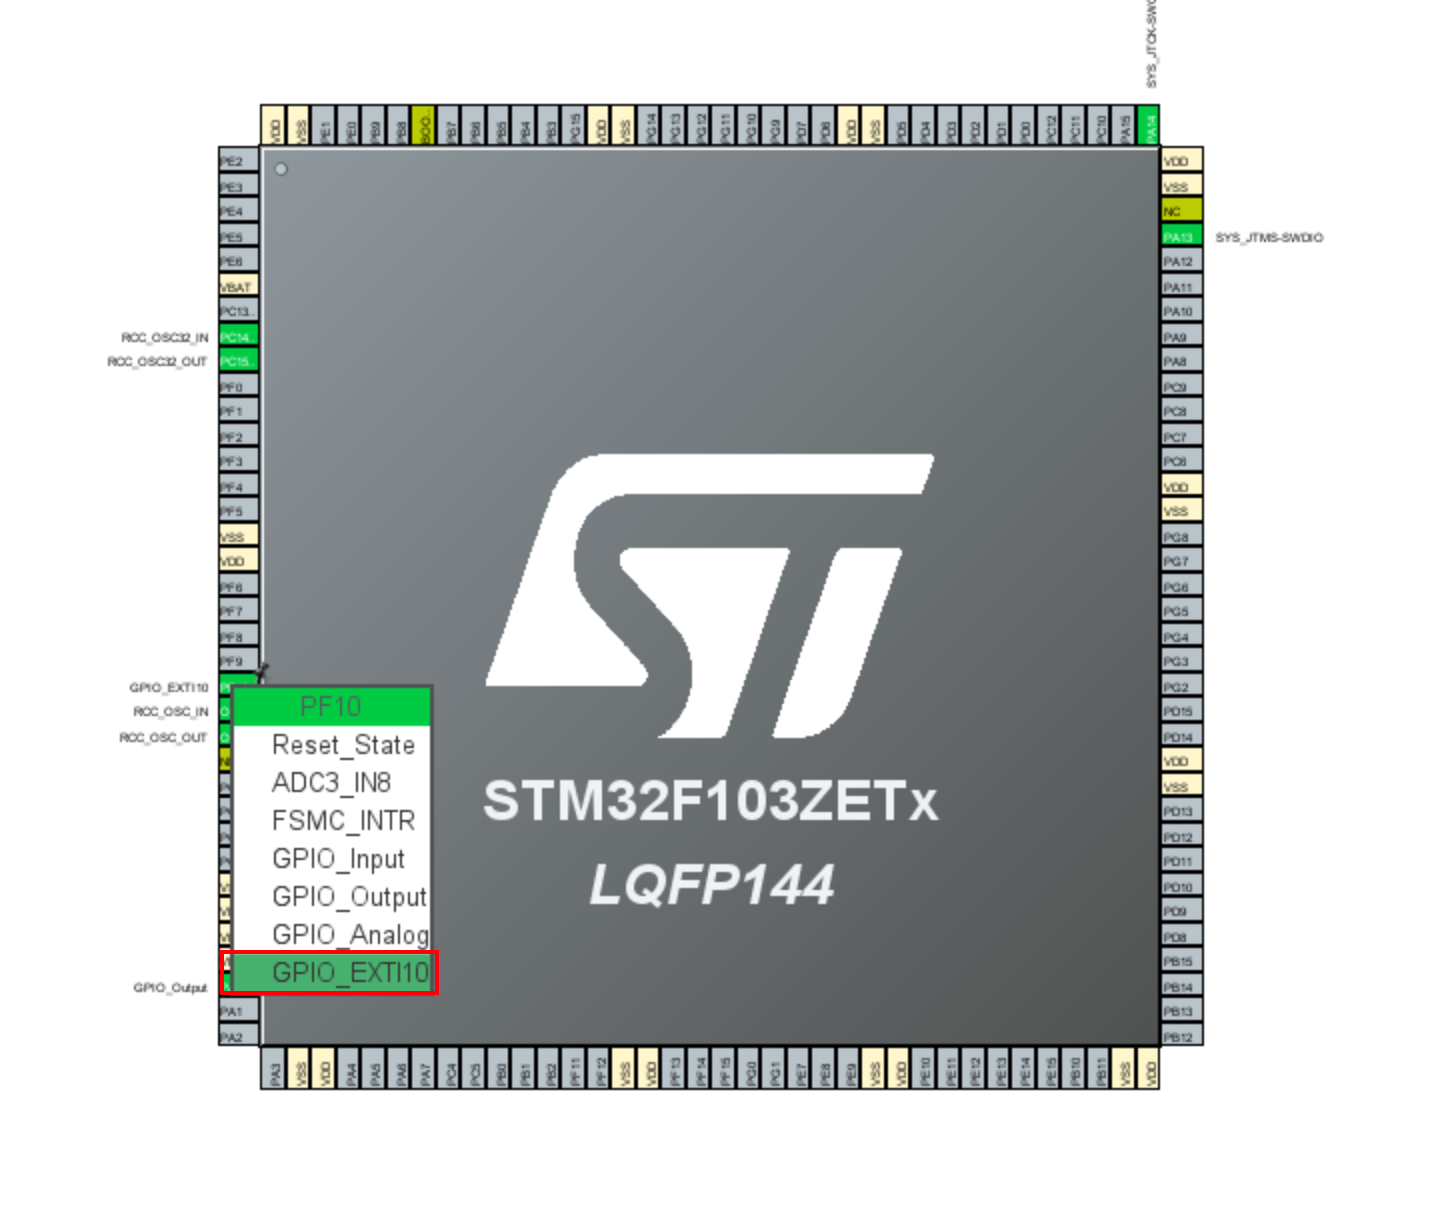 SYS_JTCK-SWC
VDD
VSS
PE1
PE0
PB9
PB8
BOO..
PB7
PB6
PB5
PB4
PB3
PG15
VDD
VSS
PG14
PG13
PG12
PG11
PG10
PG9
PD7
PD6
VDD
VSS
PD5
PD4
PD3
PD2
PD1
PD0
PC12
PC11
PC10
PA15
PA14
PE2
PE3
PE4
PE5
PE6
VBAT
PC13..
RCC_OSC32_IN PC14..
RCC_OSC32_OUT PC15..
PF0
PF1
PF2
PF3
PF4
PF5
VSS
VDD
PF6
PF7
PF8
PF9
GPIO_EXTI10
RCC_OSC_IN
RCC_OSC_OUT
GPIO_Output
PA1
PA2
PF10
Reset_State
ADC3_IN8
FSMC_INTR
GPIO_Input
GPIO_Output
GPIO_Analog
GPIO_EXTI10
ST
STM32F103ZETx
LQFP144
VDD
VSS
NC
PA13 SYS_JTMS-SWDIO
PA12
PA11
PA10
PA9
PA8
PC9
PC8
PC7
PC6
VDD
VSS
PG8
PG7
PG6
PG5
PG4
PG3
PG2
PD15
PD14
VDD
VSS
PD13
PD12
PD11
PD10
PD9
PD8
PB15
PB14
PB13
PB12
PA3
VSS
VDD
PA4
PA5
PA6
PA7
PC4
PC5
PB0
PB1
PB2
PF11
PF12
VSS
VDD
PF13
PF14
PF15
PG0
PG1
PE7
PE8
PE9
VSS
VDD
PE10
PE11
PE12
PE13
PE14
PE15
PB10
PB11
VSS
VDD